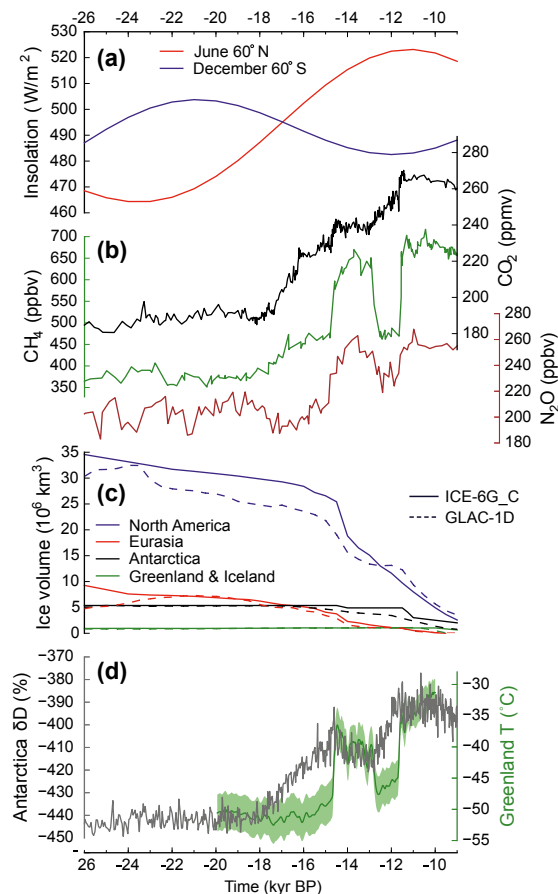 -26 -24 -22 -20 -18 -16 -14 -12 -10
(a)
June 60° N
December 60° S
Insolation (W/m²)
530
520
510
500
490
480
470
460
280
260
240
220
200
180
CO₂ (ppmv)
(b)
CH₄ (ppbv)
700
650
600
550
500
450
400
350
280
260
240
220
200
180
N₂O (ppbv)
(c)
Ice volume (10⁶ km³)
35
30
25
20
15
10
5
0
North America
Eurasia
Antarctica
Greenland & Iceland
ICE-6G_C
GLAC-1D
(d)
Antarctica δD (%)
−370
−380
−390
−400
−410
−420
−430
−440
−450
−30
−35
−40
−45
−50
−55
Greenland T (°C)
-26 -24 -22 -20 -18 -16 -14 -12 -10
Time (kyr BP)